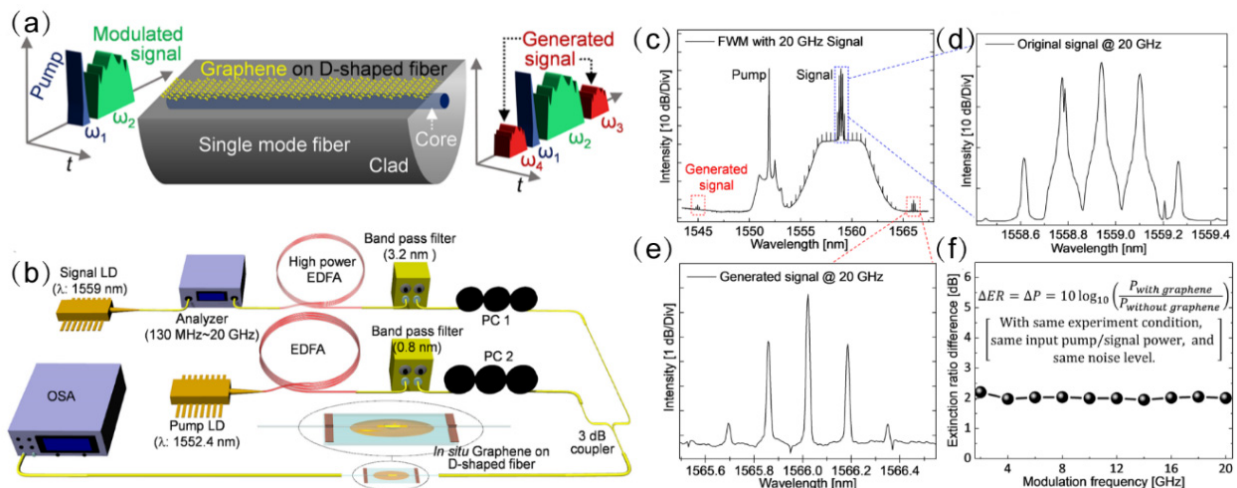 (a)
Pump
Modulated
signal
ω1
ω2
t
Graphene on D-shaped fiber
Single mode fiber
Core
Clad
Generated
signal
ω4
ω1
ω2
ω3
t
(b)
Signal LD
(λ: 1559 nm)
Analyzer
(130 MHz~20 GHz)
High power
EDFA
Band pass filter
(3.2 nm)
PC 1
OSA
Pump LD
(λ: 1552.4 nm)
EDFA
Band pass filter
(0.8 nm)
PC 2
3 dB
coupler
In situ Graphene on
D-shaped fiber
(c)
FWM with 20 GHz Signal
Pump
Signal
Generated
signal
Intensity [10 dB/Div]
1545 1550 1555 1560 1565
Wavelength [nm]
(d)
Original signal @ 20 GHz
Intensity [10 dB/Div]
1558.6 1558.8 1559.0 1559.2 1559.4
Wavelength [nm]
(e)
Generated signal @ 20 GHz
Intensity [1 dB/Div]
1565.6 1565.8 1566.0 1566.2 1566.4
Wavelength [nm]
(f)
Extinction ratio difference [dB]
6
5
4
3
2
1
0
ΔER = ΔP = 10 log10(Pwith graphene/Pwithout graphene)
[With same experiment condition,
same input pump/signal power, and
same noise level.]
4 8 12 16 20
Modulation frequency [GHz]